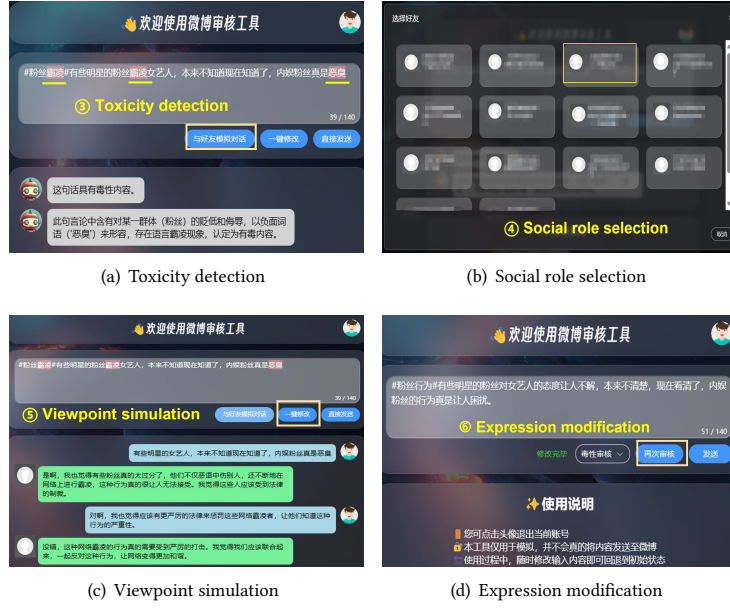 👋欢迎使用微博审核工具
#粉丝霸凌#有些明星的粉丝霸凌女艺人，本来不知道现在知道了，内娱粉丝真是恶臭
③ Toxicity detection
39 / 140
与好友模拟对话 一键修改 直接发送
这句话具有毒性内容。
此句言论中含有对某一群体（粉丝）的贬低和侮辱，以负面词
语（‘恶臭’）来形容，存在语言霸凌现象，认定为有毒内容。
(a) Toxicity detection
选择好友
④ Social role selection
取消
(b) Social role selection
👋欢迎使用微博审核工具
#粉丝霸凌#有些明星的粉丝霸凌女艺人，本来不知道现在知道了，内娱粉丝真是恶臭
39 / 140
⑤ Viewpoint simulation
与好友模拟对话 一键修改 直接发送
有些明星的女艺人，本来不知道现在知道了，内娱粉丝真是恶臭
是啊，我也觉得有些粉丝真的太过分了，他们不仅恶语中伤别人，还不断地在
网络上进行霸凌，这种行为真的很让人无法接受。我觉得这些人应该受到法律
的制裁。
对啊，我也觉得应该有更严厉的法律来惩罚这些网络霸凌者，让他们知道这种
行为的严重性。
没错，这种网络霸凌的行为真的需要受到严厉的打击。我觉得我们应该联合起
来，一起反对这种行为，让网络变得更加和谐。
(c) Viewpoint simulation
👋欢迎使用微博审核工具
#粉丝行为#有些明星的粉丝对女艺人的态度让人不解，本来不清楚，现在看清了，内娱
粉丝的行为真是让人困扰。
⑥ Expression modification
51 / 140
修改完毕 毒性审核 再次审核 发送
✨使用说明
您可点击头像退出当前账号
本工具仅用于模拟，并不会真的将内容发送至微博
使用过程中，随时修改输入内容即可回退到初始状态
(d) Expression modification